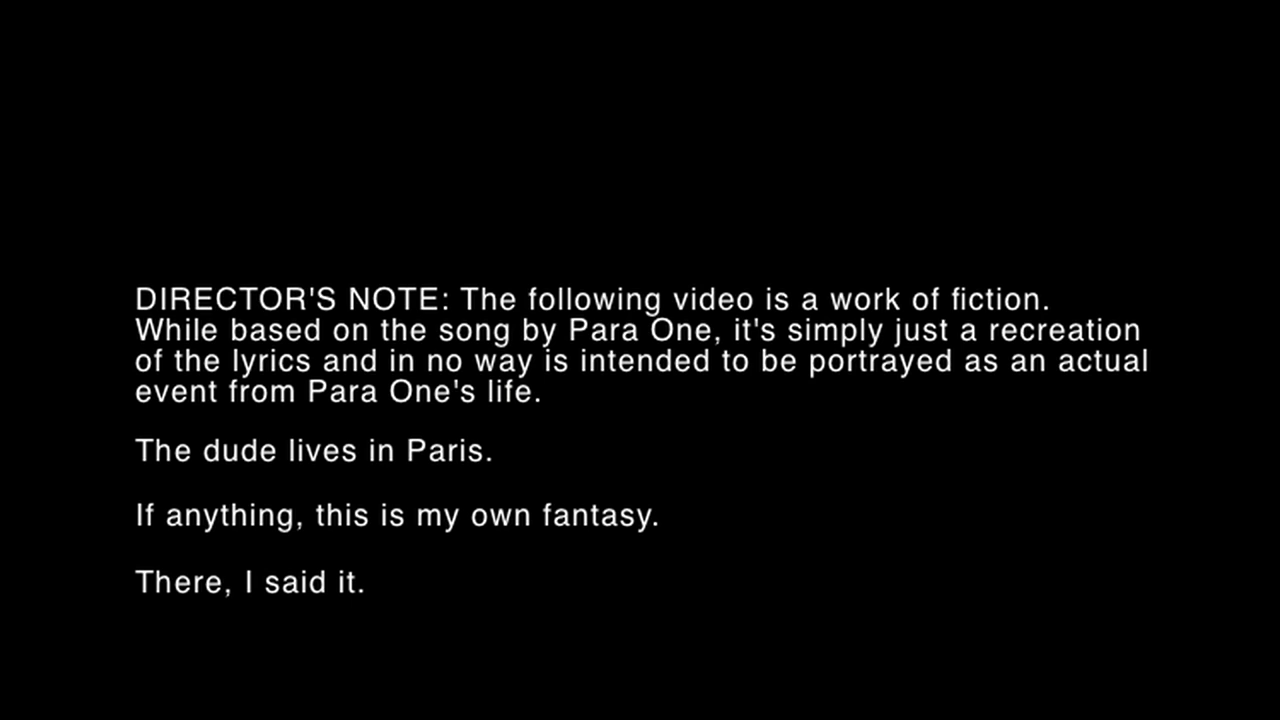 DIRECTOR'S NOTE: The following video is a work of fiction.
While based on the song by Para One, it's simply just a recreation
of the lyrics and in no way is intended to be portrayed as an actual
event from Para One's life.
The dude lives in Paris.
If anything, this is my own fantasy.
There, I said it.